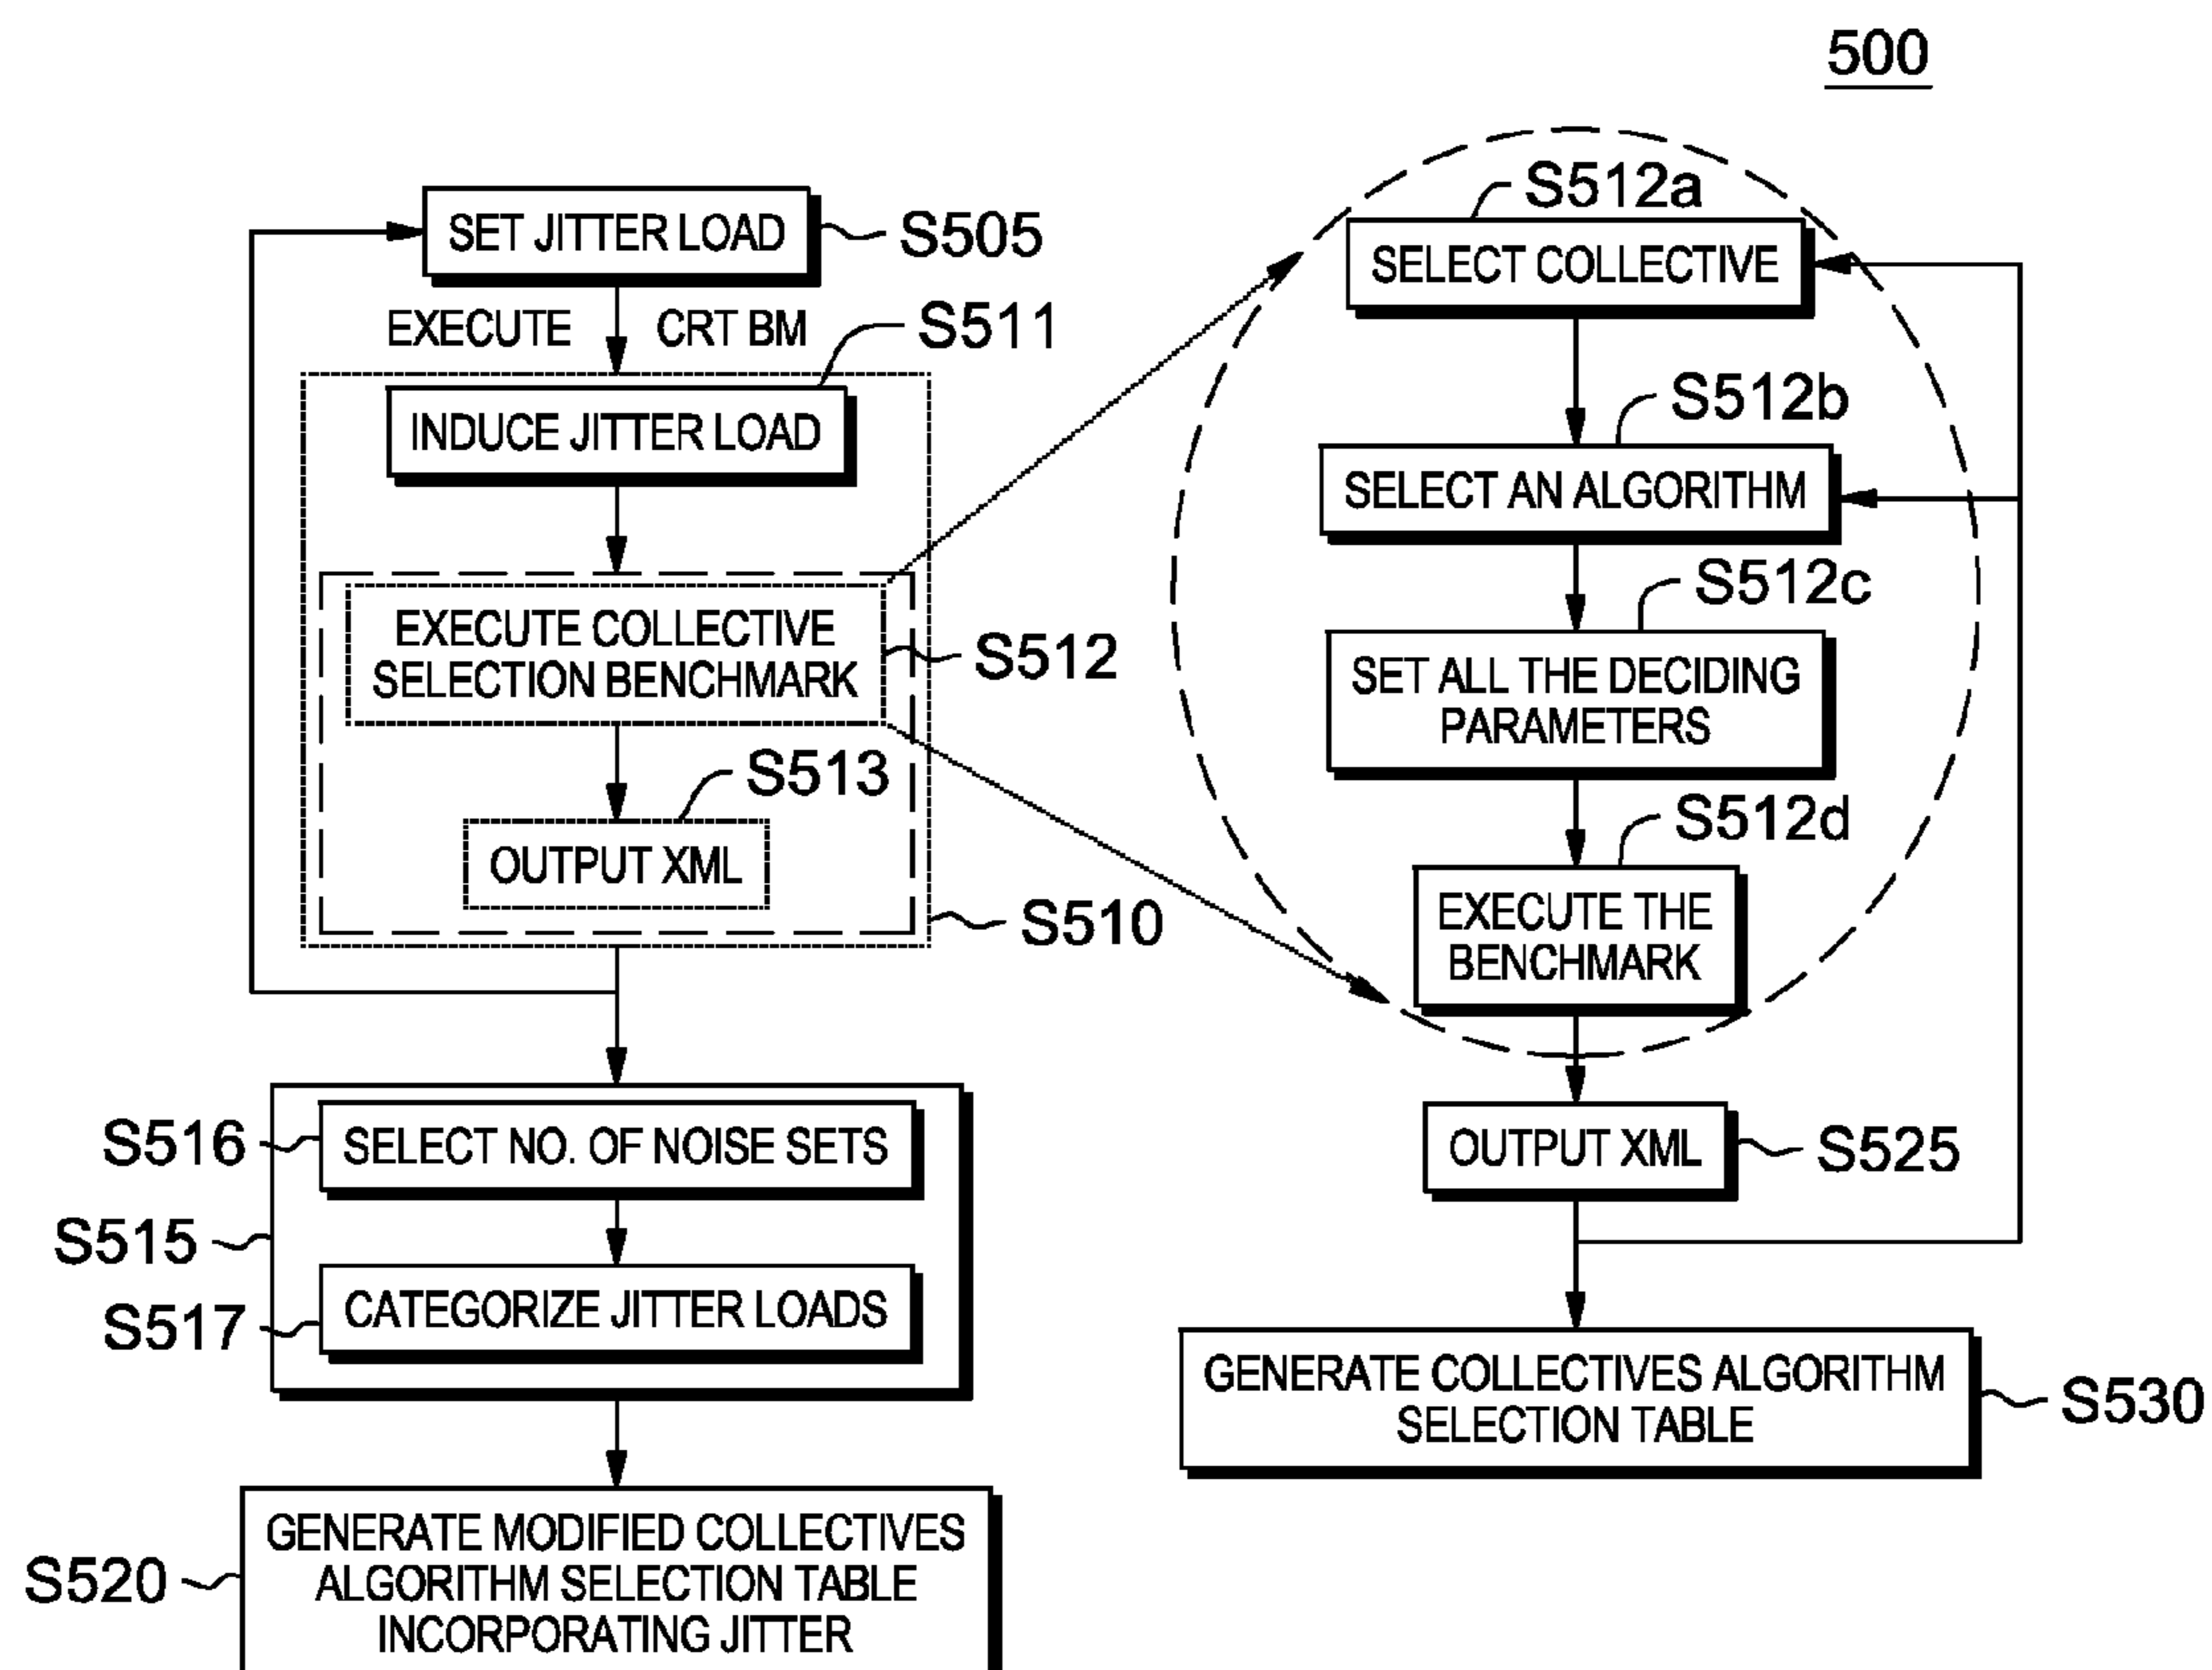 500
SET JITTER LOAD
S505
EXECUTE CRT BM
S511
INDUCE JITTER LOAD
EXECUTE COLLECTIVE
SELECTION BENCHMARK
S512
S513
OUTPUT XML
S510
S516
SELECT NO. OF NOISE SETS
S515
S517
CATEGORIZE JITTER LOADS
S520
GENERATE MODIFIED COLLECTIVES
ALGORITHM SELECTION TABLE
INCORPORATING JITTER
S512a
SELECT COLLECTIVE
S512b
SELECT AN ALGORITHM
S512c
SET ALL THE DECIDING
PARAMETERS
S512d
EXECUTE THE
BENCHMARK
OUTPUT XML
S525
GENERATE COLLECTIVES ALGORITHM
SELECTION TABLE
S530